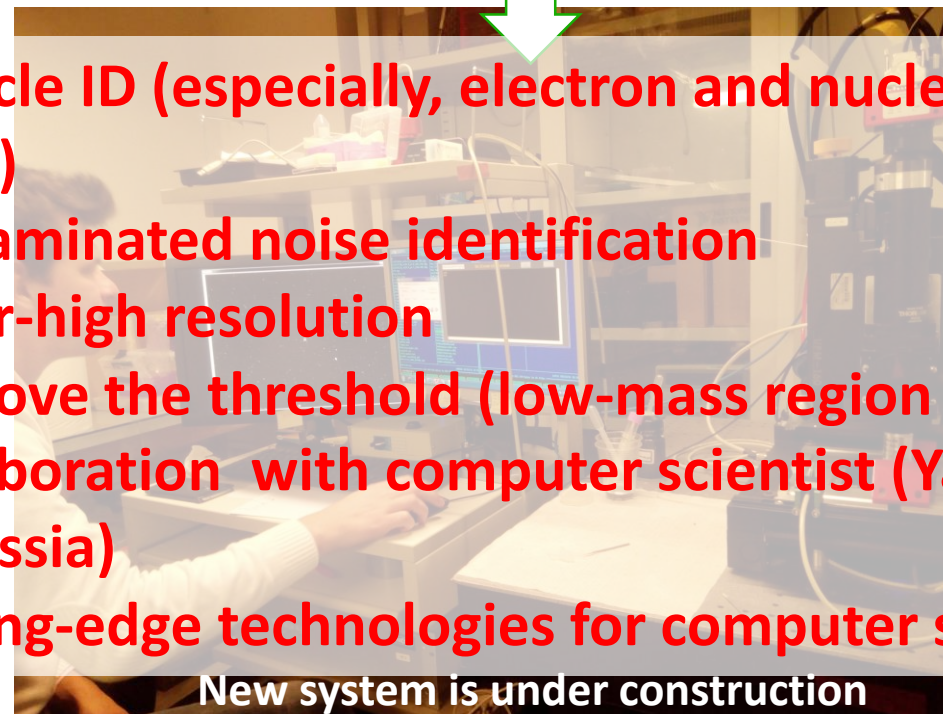 cle ID (especially, electron and nucle
)
aminated noise identification
r-high resolution
ove the threshold (low-mass region
boration with computer scientist (Ya
ssia)
ng-edge technologies for computer s
New system is under construction